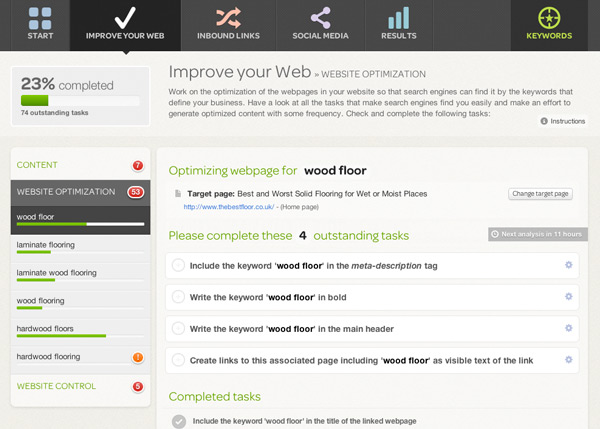 START
IMPROVE YOUR WEB
INBOUND LINKS
SOCIAL MEDIA
RESULTS
KEYWORDS
23% completed
74 outstanding tasks
Improve your Web » WEBSITE OPTIMIZATION
Work on the optimization of the webpages in your website so that search engines can find it by the keywords that
define your business. Have a look at all the tasks that make search engines find you easily and make an effort to
generate optimized content with some frequency. Check and complete the following tasks:
Instructions
CONTENT 7
WEBSITE OPTIMIZATION 53
wood floor
laminate flooring
laminate wood flooring
wood flooring
hardwood floors
hardwood flooring 1
WEBSITE CONTROL 5
Optimizing webpage for wood floor
Target page: Best and Worst Solid Flooring for Wet or Moist Places
Change target page
http://www.thebestfloor.co.uk/ - (Home page)
Please complete these 4 outstanding tasks
Next analysis in 11 hours
Include the keyword 'wood floor' in the meta-description tag
Write the keyword 'wood floor' in bold
Write the keyword 'wood floor' in the main header
Create links to this associated page including 'wood floor' as visible text of the link
Completed tasks
Include the keyword 'wood floor' in the title of the linked webpage